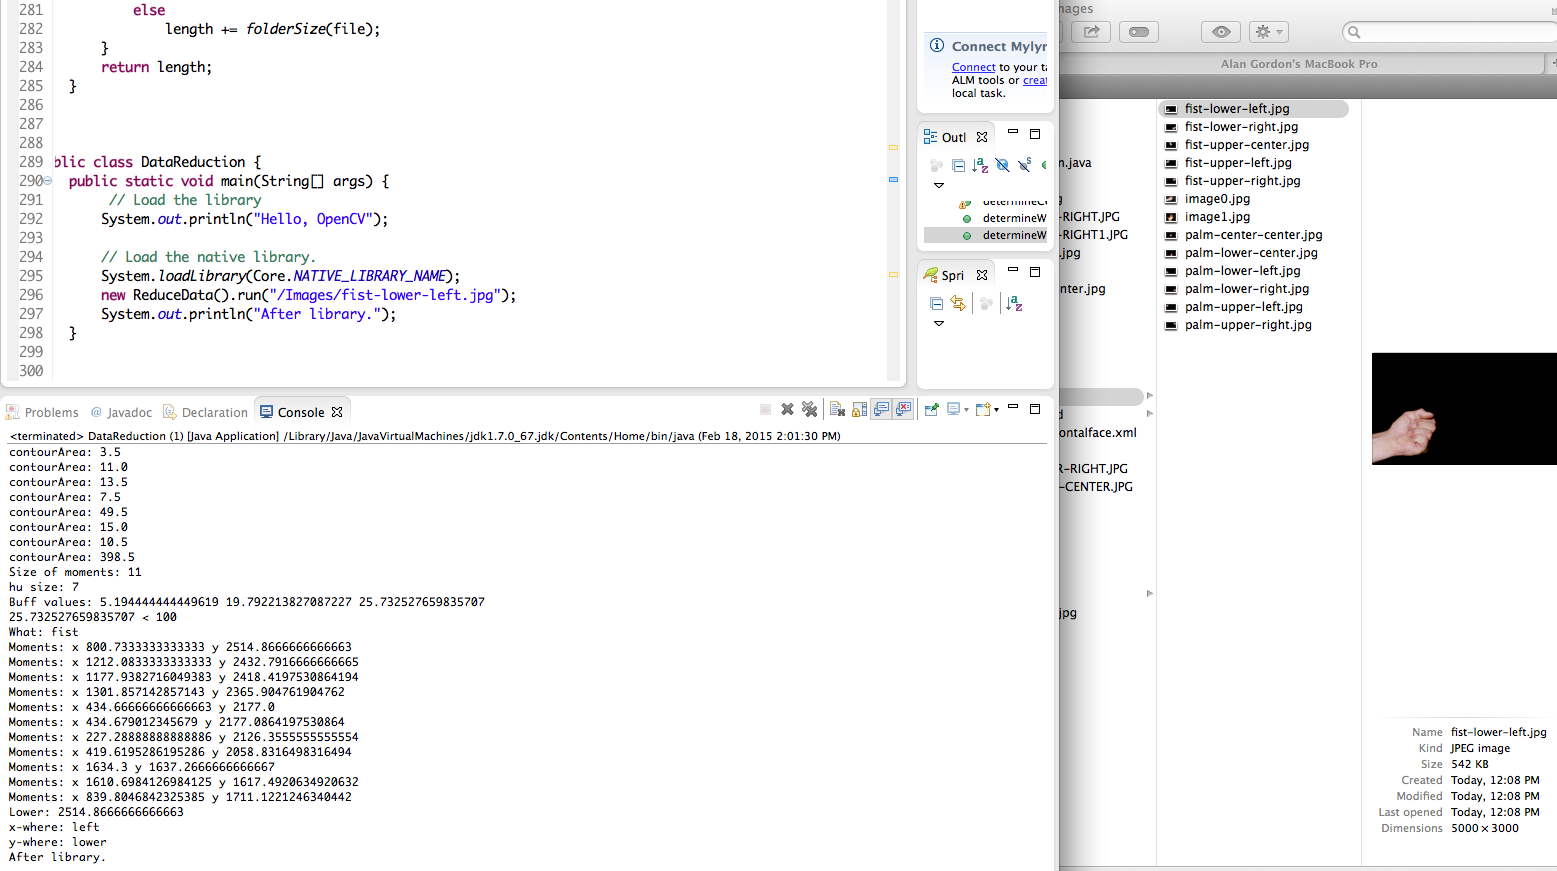 281 else
282 length += folderSize(file);
283 }
284 return length;
285 }
286
287
288
289 blic class DataReduction {
290 public static void main(String[] args) {
291 // Load the library
292 System.out.println("Hello, OpenCV");
293
294 // Load the native library.
295 System.loadLibrary(Core.NATIVE_LIBRARY_NAME);
296 new ReduceData().run("/Images/fist-lower-left.jpg");
297 System.out.println("After library.");
298 }
299
300
Connect Mylyn
Connect to your ta
ALM tools or creat
local task.
Outl
determineW
determineW
Spri
Problems @ Javadoc Declaration Console
<terminated> DataReduction (1) [Java Application] /Library/Java/JavaVirtualMachines/jdk1.7.0_67.jdk/Contents/Home/bin/java (Feb 18, 2015 2:01:30 PM)
contourArea: 3.5
contourArea: 11.0
contourArea: 13.5
contourArea: 7.5
contourArea: 49.5
contourArea: 15.0
contourArea: 10.5
contourArea: 398.5
Size of moments: 11
hu size: 7
Buff values: 5.194444444449619 19.792213827087227 25.732527659835707
25.732527659835707 < 100
What: fist
Moments: x 800.7333333333333 y 2514.8666666666663
Moments: x 1212.0833333333333 y 2432.7916666666665
Moments: x 1177.9382716049383 y 2418.4197530864194
Moments: x 1301.857142857143 y 2365.904761904762
Moments: x 434.66666666666663 y 2177.0
Moments: x 434.679012345679 y 2177.0864197530864
Moments: x 227.28888888888886 y 2126.3555555555554
Moments: x 419.6195286195286 y 2058.8316498316494
Moments: x 1634.3 y 1637.2666666666667
Moments: x 1610.6984126984125 y 1617.4920634920632
Moments: x 839.8046842325385 y 1711.1221246340442
Lower: 2514.8666666666663
x-where: left
y-where: lower
After library.
mages
Alan Gordon's MacBook Pro
n.java
-RIGHT.JPG
-RIGHT1.JPG
.jpg
nter.jpg
d
ontalface.xml
R-RIGHT.JPG
-CENTER.JPG
jpg
fist-lower-left.jpg
fist-lower-right.jpg
fist-upper-center.jpg
fist-upper-left.jpg
fist-upper-right.jpg
image0.jpg
image1.jpg
palm-center-center.jpg
palm-lower-center.jpg
palm-lower-left.jpg
palm-lower-right.jpg
palm-upper-left.jpg
palm-upper-right.jpg
Name fist-lower-left.jpg
Kind JPEG image
Size 542 KB
Created Today, 12:08 PM
Modified Today, 12:08 PM
Last opened Today, 12:08 PM
Dimensions 5000 × 3000